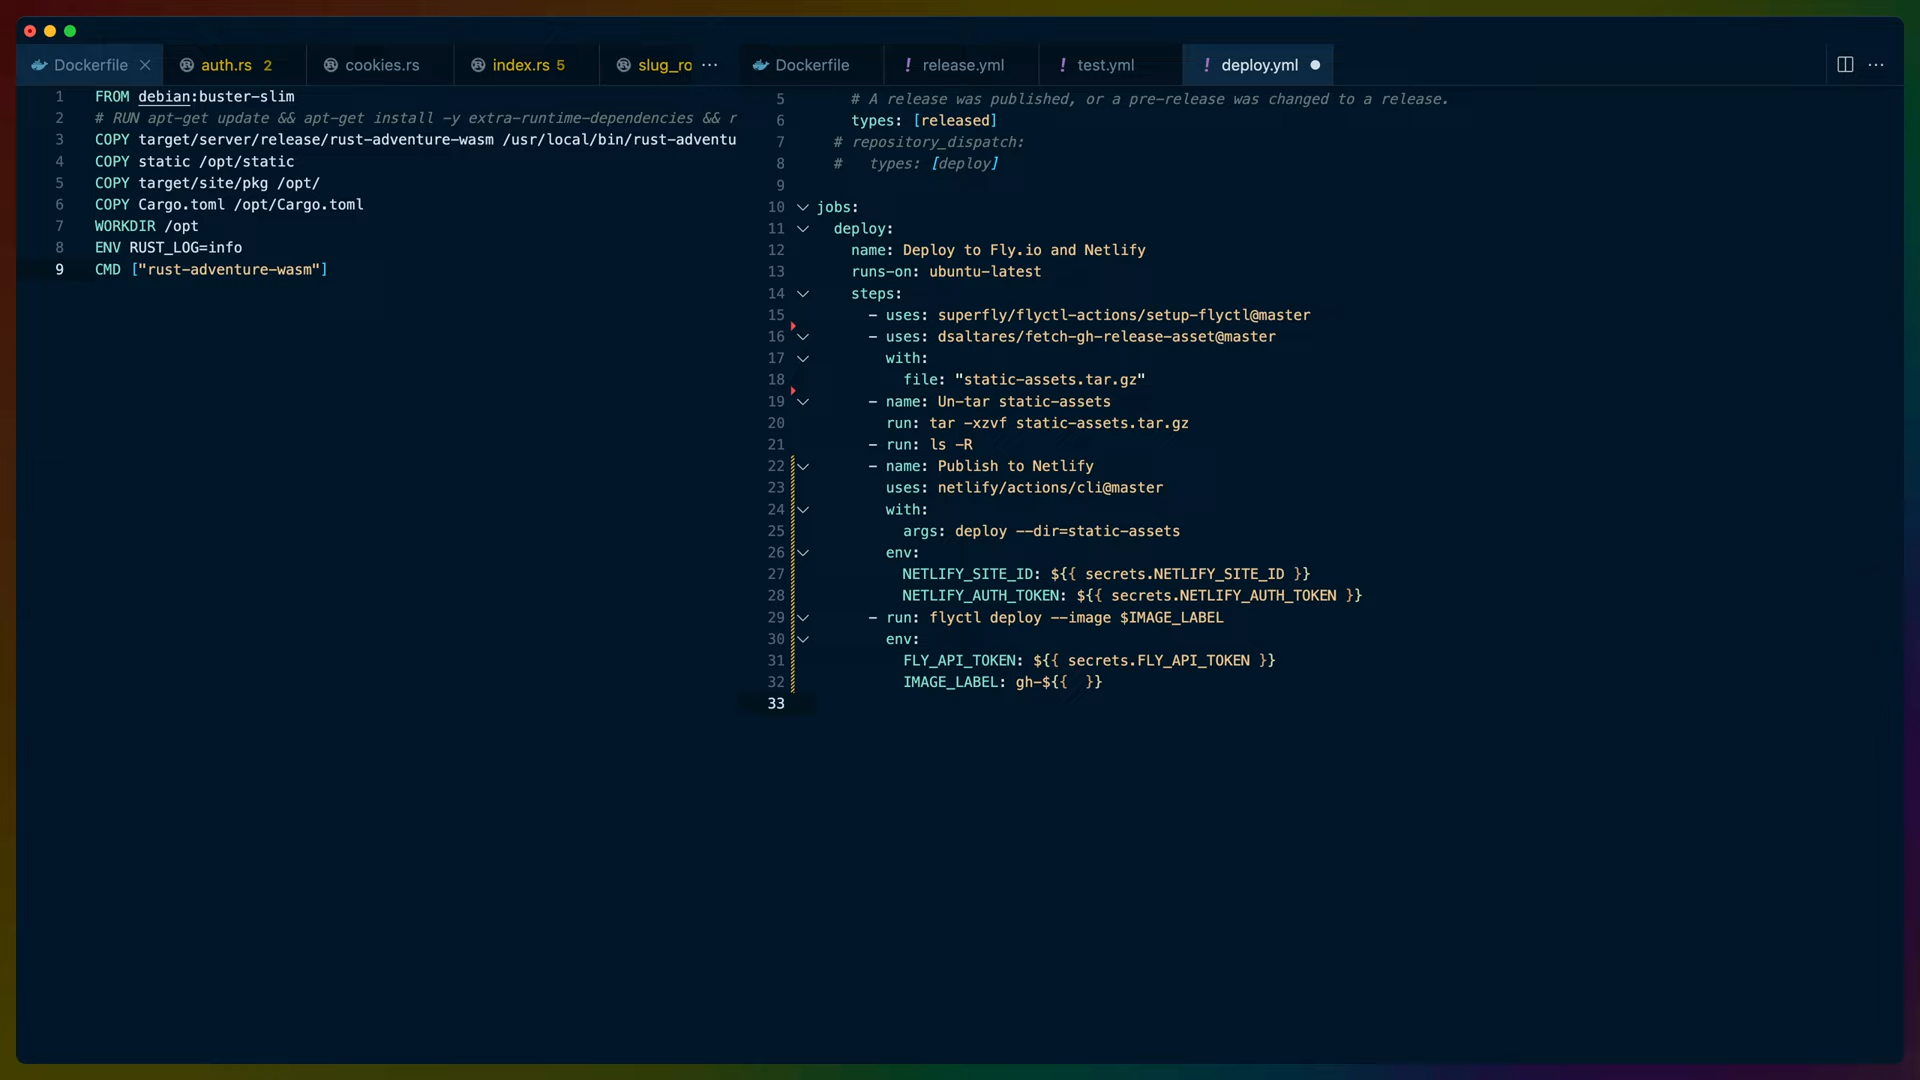 Dockerfile
auth.rs 2
cookies.rs
index.rs 5
slug_ro ...
1 FROM debian:buster-slim
2 # RUN apt-get update && apt-get install -y extra-runtime-dependencies && r
3 COPY target/server/release/rust-adventure-wasm /usr/local/bin/rust-adventu
4 COPY static /opt/static
5 COPY target/site/pkg /opt/
6 COPY Cargo.toml /opt/Cargo.toml
7 WORKDIR /opt
8 ENV RUST_LOG=info
9 CMD ["rust-adventure-wasm"]
Dockerfile
! release.yml
! test.yml
! deploy.yml
5 # A release was published, or a pre-release was changed to a release.
6 types: [released]
7 # repository_dispatch:
8 #   types: [deploy]
9
10 jobs:
11 deploy:
12 name: Deploy to Fly.io and Netlify
13 runs-on: ubuntu-latest
14 steps:
15 - uses: superfly/flyctl-actions/setup-flyctl@master
16 - uses: dsaltares/fetch-gh-release-asset@master
17 with:
18 file: "static-assets.tar.gz"
19 - name: Un-tar static-assets
20 run: tar -xzvf static-assets.tar.gz
21 - run: ls -R
22 - name: Publish to Netlify
23 uses: netlify/actions/cli@master
24 with:
25 args: deploy --dir=static-assets
26 env:
27 NETLIFY_SITE_ID: ${{ secrets.NETLIFY_SITE_ID }}
28 NETLIFY_AUTH_TOKEN: ${{ secrets.NETLIFY_AUTH_TOKEN }}
29 - run: flyctl deploy --image $IMAGE_LABEL
30 env:
31 FLY_API_TOKEN: ${{ secrets.FLY_API_TOKEN }}
32 IMAGE_LABEL: gh-${{  }}
33